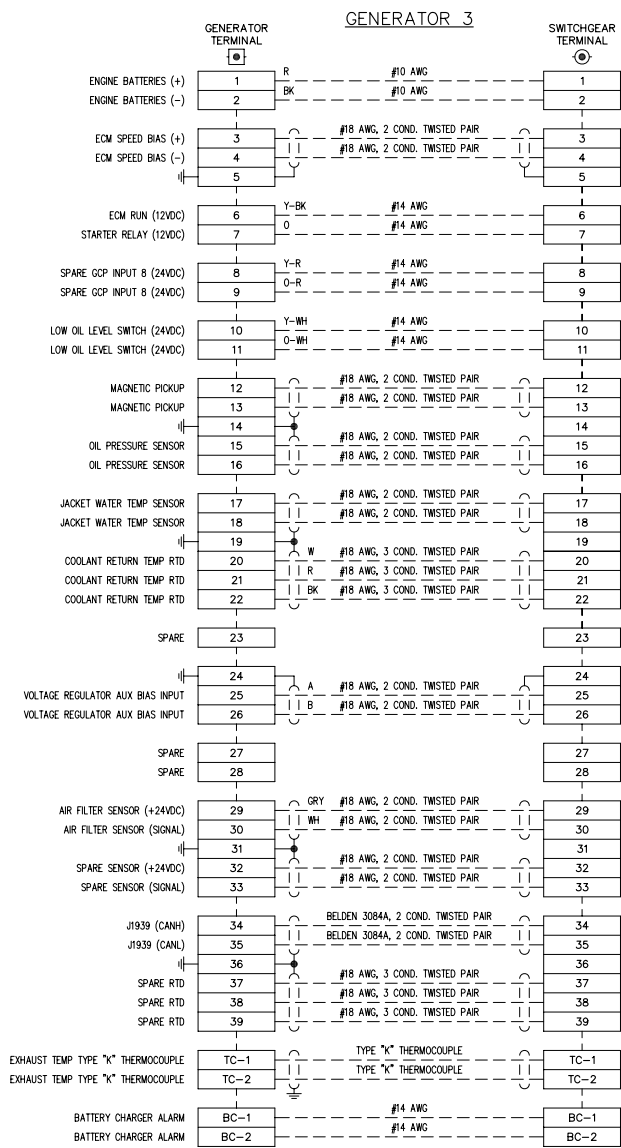 GENERATOR 3
GENERATOR TERMINAL
SWITCHGEAR TERMINAL
ENGINE BATTERIES (+) 1 R #10 AWG 1
ENGINE BATTERIES (-) 2 BK #10 AWG 2
ECM SPEED BIAS (+) 3 #18 AWG, 2 COND. TWISTED PAIR 3
ECM SPEED BIAS (-) 4 #18 AWG, 2 COND. TWISTED PAIR 4
5 5
ECM RUN (12VDC) 6 Y-BK #14 AWG 6
STARTER RELAY (12VDC) 7 O #14 AWG 7
SPARE GCP INPUT 8 (24VDC) 8 Y-R #14 AWG 8
SPARE GCP INPUT 8 (24VDC) 9 O-R #14 AWG 9
LOW OIL LEVEL SWITCH (24VDC) 10 Y-WH #14 AWG 10
LOW OIL LEVEL SWITCH (24VDC) 11 O-WH #14 AWG 11
MAGNETIC PICKUP 12 #18 AWG, 2 COND. TWISTED PAIR 12
MAGNETIC PICKUP 13 #18 AWG, 2 COND. TWISTED PAIR 13
14 14
OIL PRESSURE SENSOR 15 #18 AWG, 2 COND. TWISTED PAIR 15
OIL PRESSURE SENSOR 16 #18 AWG, 2 COND. TWISTED PAIR 16
JACKET WATER TEMP SENSOR 17 #18 AWG, 2 COND. TWISTED PAIR 17
JACKET WATER TEMP SENSOR 18 #18 AWG, 2 COND. TWISTED PAIR 18
19 19
COOLANT RETURN TEMP RTD 20 W #18 AWG, 3 COND. TWISTED PAIR 20
COOLANT RETURN TEMP RTD 21 R #18 AWG, 3 COND. TWISTED PAIR 21
COOLANT RETURN TEMP RTD 22 BK #18 AWG, 3 COND. TWISTED PAIR 22
SPARE 23 23
24 24
VOLTAGE REGULATOR AUX BIAS INPUT 25 A #18 AWG, 2 COND. TWISTED PAIR 25
VOLTAGE REGULATOR AUX BIAS INPUT 26 B #18 AWG, 2 COND. TWISTED PAIR 26
SPARE 27 27
SPARE 28 28
AIR FILTER SENSOR (+24VDC) 29 GRY #18 AWG, 2 COND. TWISTED PAIR 29
AIR FILTER SENSOR (SIGNAL) 30 WH #18 AWG, 2 COND. TWISTED PAIR 30
31 31
SPARE SENSOR (+24VDC) 32 #18 AWG, 2 COND. TWISTED PAIR 32
SPARE SENSOR (SIGNAL) 33 #18 AWG, 2 COND. TWISTED PAIR 33
J1939 (CANH) 34 BELDEN 3084A, 2 COND. TWISTED PAIR 34
J1939 (CANL) 35 BELDEN 3084A, 2 COND. TWISTED PAIR 35
36 36
SPARE RTD 37 #18 AWG, 3 COND. TWISTED PAIR 37
SPARE RTD 38 #18 AWG, 3 COND. TWISTED PAIR 38
SPARE RTD 39 #18 AWG, 3 COND. TWISTED PAIR 39
EXHAUST TEMP TYPE "K" THERMOCOUPLE TC-1 TYPE "K" THERMOCOUPLE TC-1
EXHAUST TEMP TYPE "K" THERMOCOUPLE TC-2 TYPE "K" THERMOCOUPLE TC-2
BATTERY CHARGER ALARM BC-1 #14 AWG BC-1
BATTERY CHARGER ALARM BC-2 #14 AWG BC-2